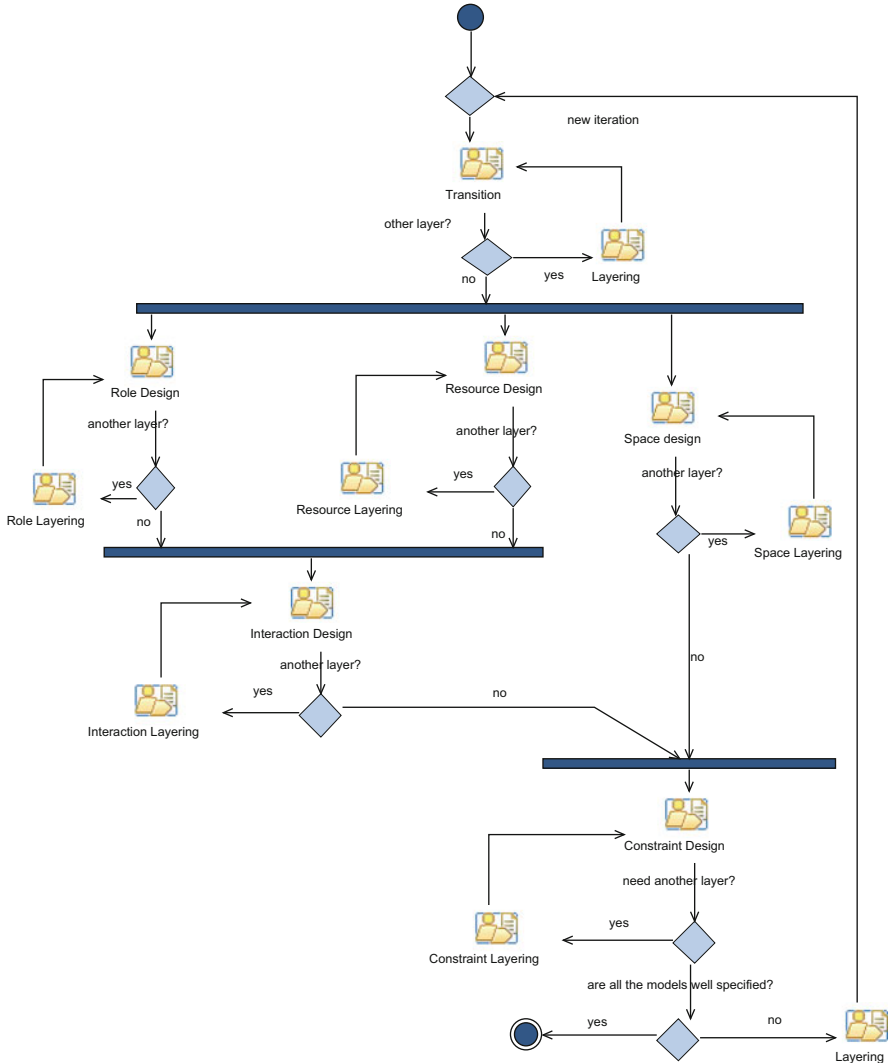 new iteration
Transition
other layer?
yes
Layering
no
Role Design
Resource Design
Space design
another layer?
another layer?
another layer?
yes
Role Layering
no
yes
Resource Layering
no
yes
Space Layering
no
Interaction Design
another layer?
yes
Interaction Layering
no
Constraint Design
need another layer?
yes
Constraint Layering
are all the models well specified?
yes
no
Layering